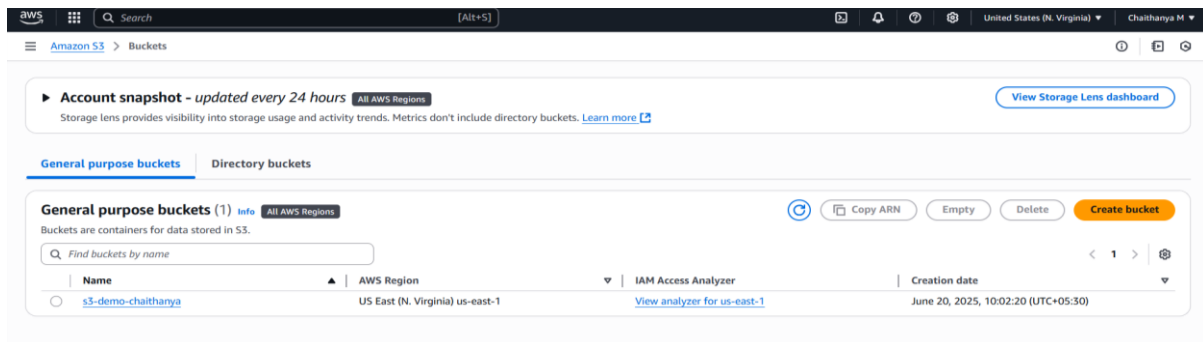 aws Search [Alt+S] United States (N. Virginia) Chaithanya M
Amazon S3 > Buckets
Account snapshot - updated every 24 hours All AWS Regions View Storage Lens dashboard
Storage lens provides visibility into storage usage and activity trends. Metrics don't include directory buckets. Learn more
General purpose buckets Directory buckets
General purpose buckets (1) Info All AWS Regions Copy ARN Empty Delete Create bucket
Buckets are containers for data stored in S3.
Find buckets by name < 1 >
Name AWS Region IAM Access Analyzer Creation date
s3-demo-chaithanya US East (N. Virginia) us-east-1 View analyzer for us-east-1 June 20, 2025, 10:02:20 (UTC+05:30)